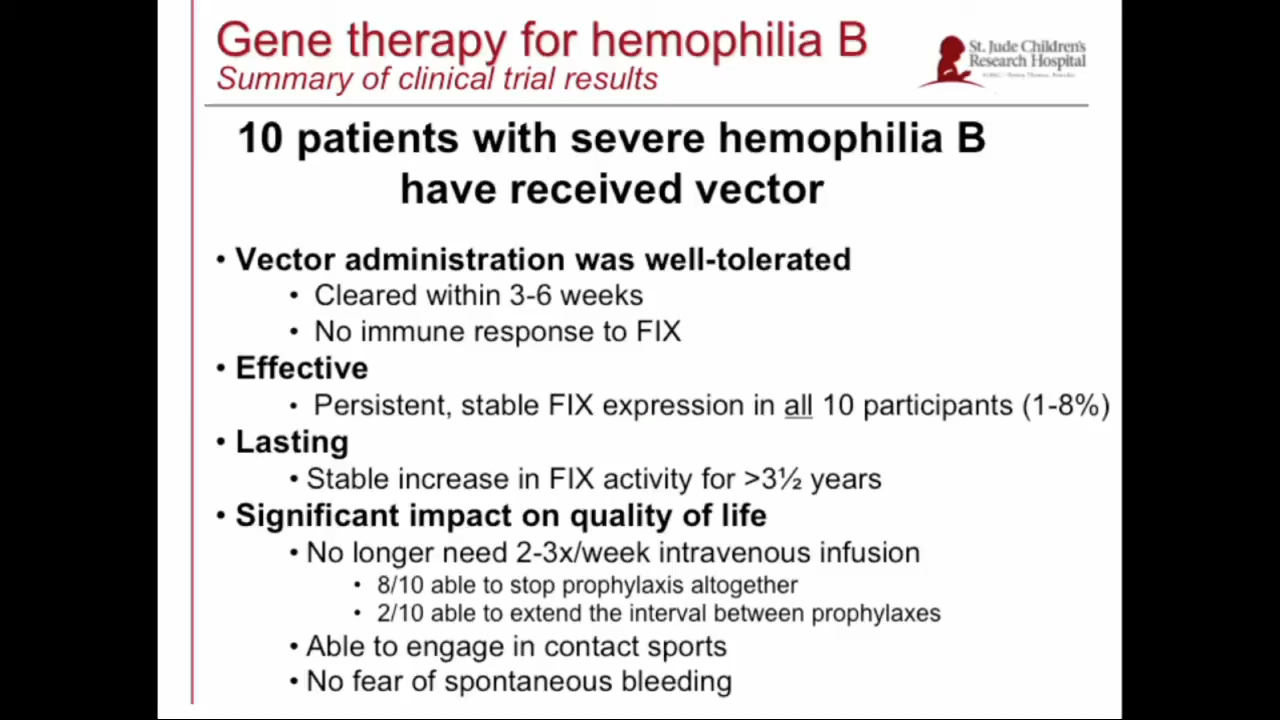 Gene therapy for hemophilia B
Summary of clinical trial results
St. Jude Children's
Research Hospital
10 patients with severe hemophilia B
have received vector
• Vector administration was well-tolerated
• Cleared within 3-6 weeks
• No immune response to FIX
• Effective
• Persistent, stable FIX expression in all 10 participants (1-8%)
• Lasting
• Stable increase in FIX activity for >3½ years
• Significant impact on quality of life
• No longer need 2-3x/week intravenous infusion
• 8/10 able to stop prophylaxis altogether
• 2/10 able to extend the interval between prophylaxes
• Able to engage in contact sports
• No fear of spontaneous bleeding